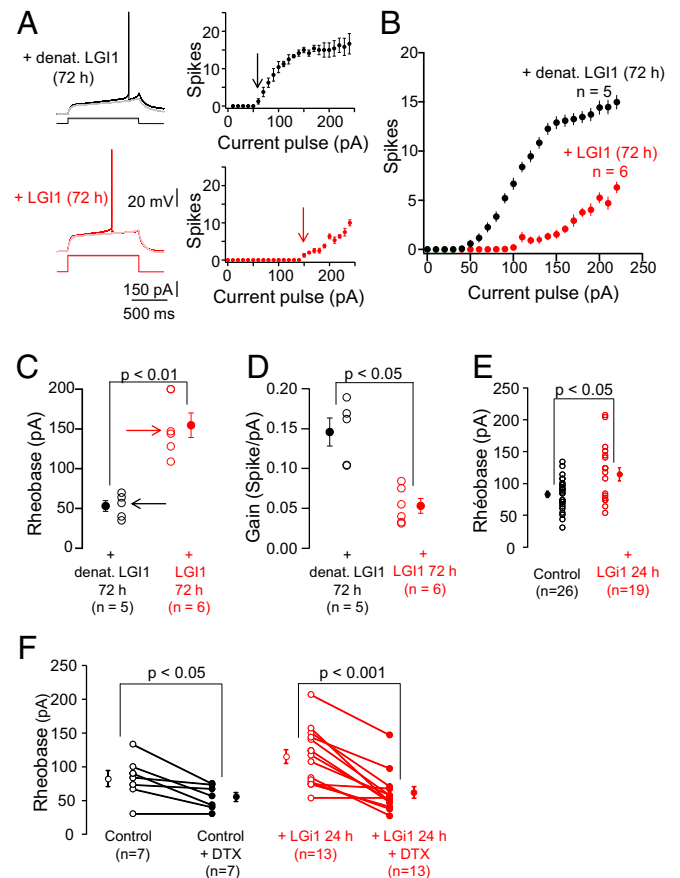 A
+ denat. LGI1
(72 h)
Spikes
20
10
0
0
100
200
Current pulse (pA)
+ LGI1 (72 h)
20 mV
150 pA
500 ms
Spikes
20
10
0
0
100
200
Current pulse (pA)
B
Spikes
20
15
10
5
0
0
50
100
150
200
250
Current pulse (pA)
+ denat. LGI1 (72 h)
n = 5
+ LGI1 (72 h)
n = 6
C
p < 0.01
Rheobase (pA)
200
150
100
50
0
+
denat. LGI1
72 h
(n = 5)
+
LGI1
72 h
(n = 6)
D
p < 0.05
Gain (Spike/pA)
0.20
0.15
0.10
0.05
0.00
+
denat. LGI1
72 h
(n = 5)
+
LGI1 72 h
(n = 6)
E
p < 0.05
Rheobase (pA)
250
200
150
100
50
0
Control
(n=26)
+
LGi1 24 h
(n=19)
F
Rheobase (pA)
250
200
150
100
50
0
p < 0.05
p < 0.001
Control
(n=7)
Control
+ DTX
(n=7)
+ LGi1 24 h
(n=13)
+ LGi1 24 h
+ DTX
(n=13)